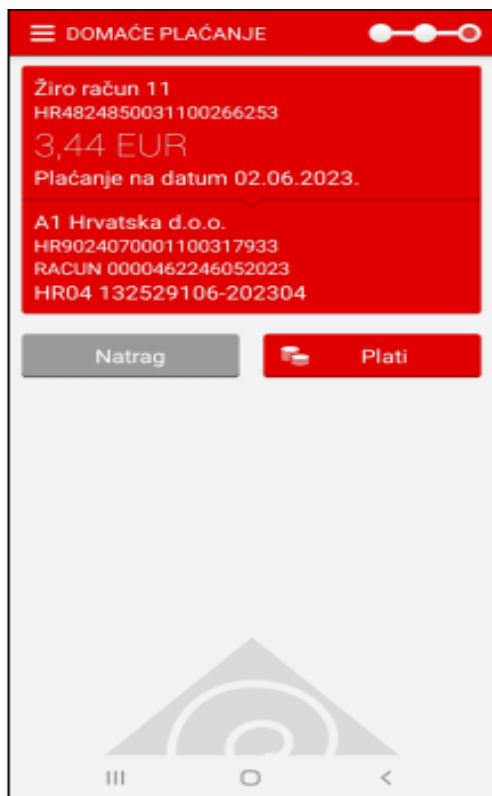 DOMAĆE PLAĆANJE
Žiro račun 11
HR4824850031100266253
3,44 EUR
Plaćanje na datum 02.06.2023.
A1 Hrvatska d.o.o.
HR9024070001100317933
RACUN 0000462246052023
HR04 132529106-202304
Natrag
Plati